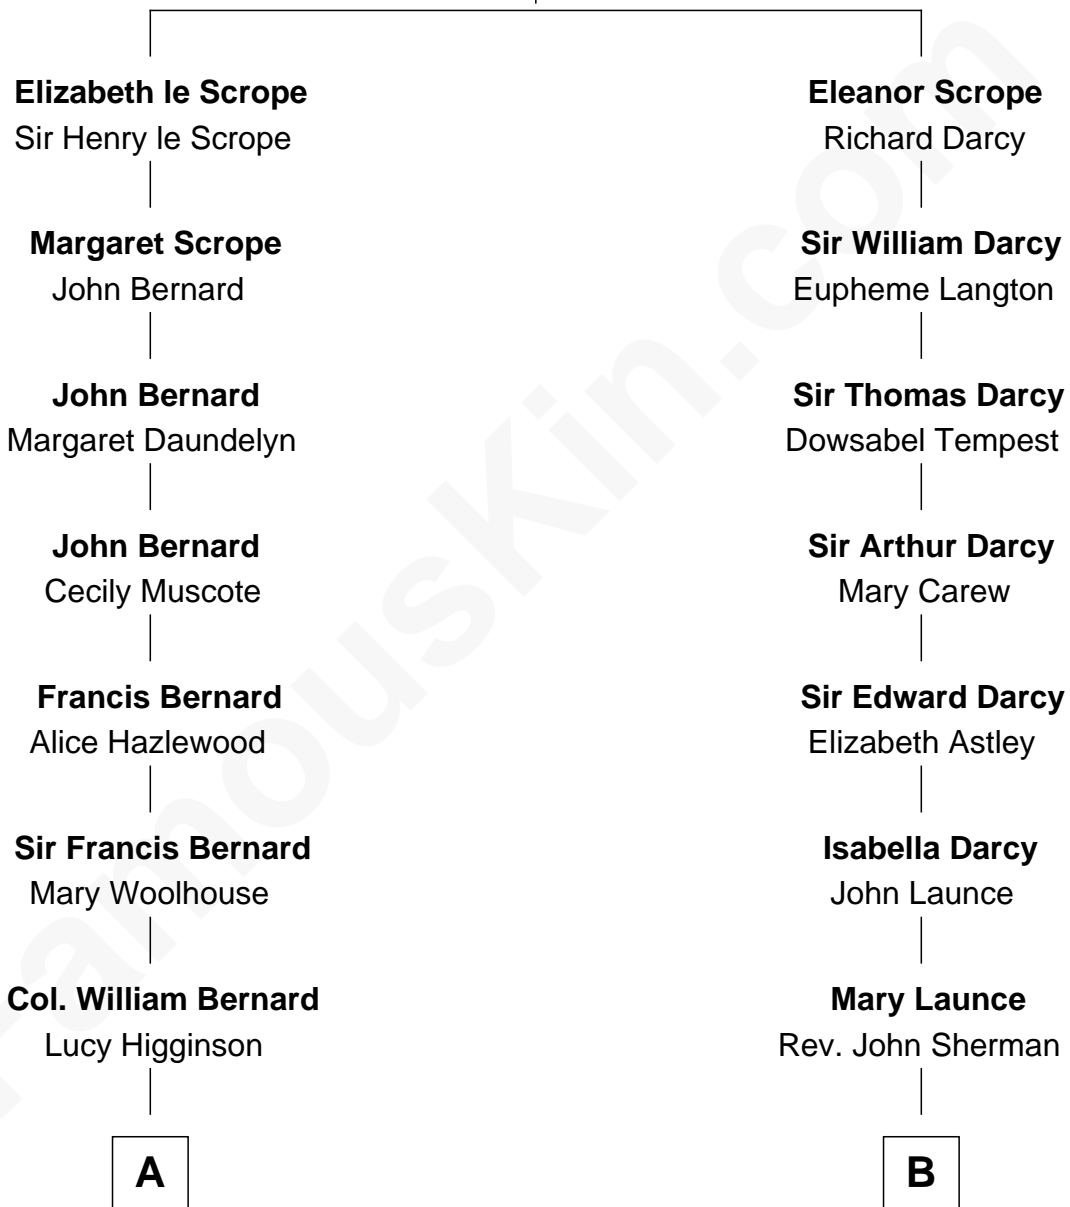 Elizabeth le Scrope
Sir Henry le Scrope
Margaret Scrope
John Bernard
John Bernard
Margaret Daundelyn
John Bernard
Cecily Muscote
Francis Bernard
Alice Hazlewood
Sir Francis Bernard
Mary Woolhouse
Col. William Bernard
Lucy Higginson
A
Eleanor Scrope
Richard Darcy
Sir William Darcy
Eupheme Langton
Sir Thomas Darcy
Dowsabel Tempest
Sir Arthur Darcy
Mary Carew
Sir Edward Darcy
Elizabeth Astley
Isabella Darcy
John Launce
Mary Launce
Rev. John Sherman
B
FamousKin.com